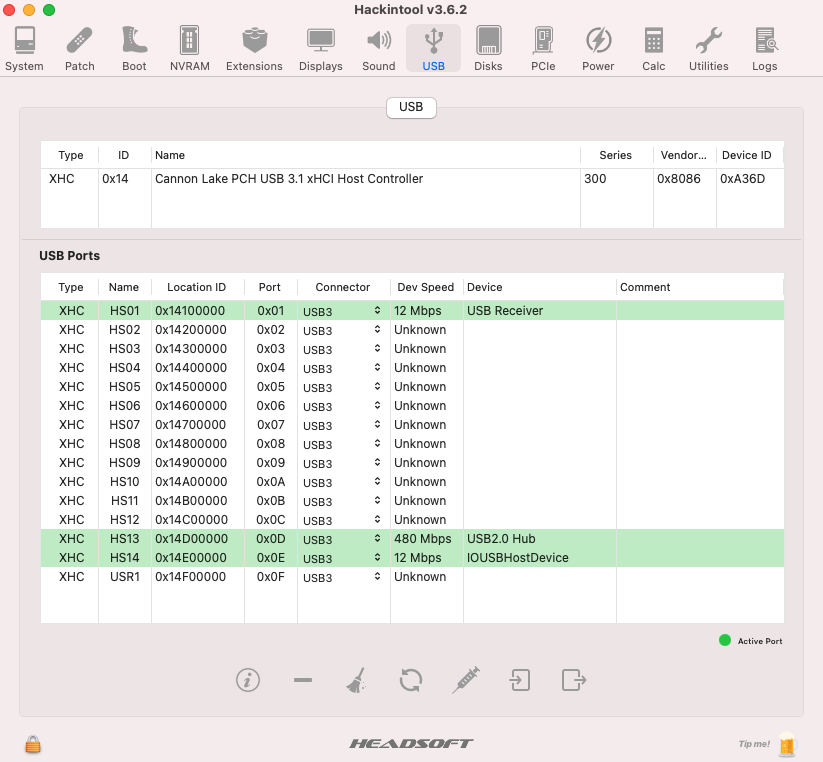 Hackintool v3.6.2
System Patch Boot NVRAM Extensions Displays Sound USB Disks PCIe Power Calc Utilities Logs
USB
Type ID Name Series Vendor... Device ID
XHC 0x14 Cannon Lake PCH USB 3.1 xHCI Host Controller 300 0x8086 0xA36D
USB Ports
Type Name Location ID Port Connector Dev Speed Device Comment
XHC HS01 0x14100000 0x01 USB3 12 Mbps USB Receiver
XHC HS02 0x14200000 0x02 USB3 Unknown
XHC HS03 0x14300000 0x03 USB3 Unknown
XHC HS04 0x14400000 0x04 USB3 Unknown
XHC HS05 0x14500000 0x05 USB3 Unknown
XHC HS06 0x14600000 0x06 USB3 Unknown
XHC HS07 0x14700000 0x07 USB3 Unknown
XHC HS08 0x14800000 0x08 USB3 Unknown
XHC HS09 0x14900000 0x09 USB3 Unknown
XHC HS10 0x14A00000 0x0A USB3 Unknown
XHC HS11 0x14B00000 0x0B USB3 Unknown
XHC HS12 0x14C00000 0x0C USB3 Unknown
XHC HS13 0x14D00000 0x0D USB3 480 Mbps USB2.0 Hub
XHC HS14 0x14E00000 0x0E USB3 12 Mbps IOUSBHostDevice
XHC USR1 0x14F00000 0x0F USB3 Unknown
Active Port
HEADSOFT
Tip me!